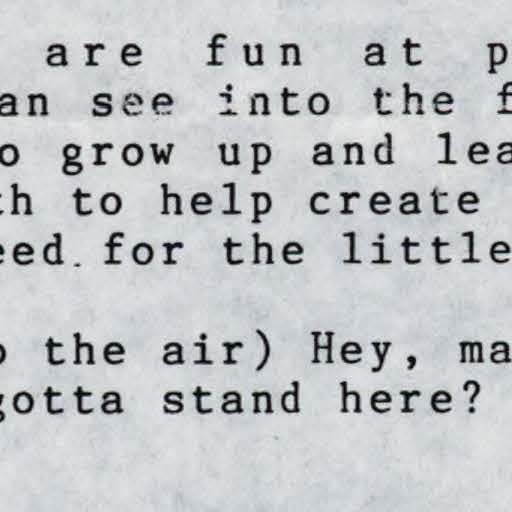 are fun at p
an see into the f
o grow up and lea
th to help create
eed. for the little
o the air) Hey, ma
gotta stand here?